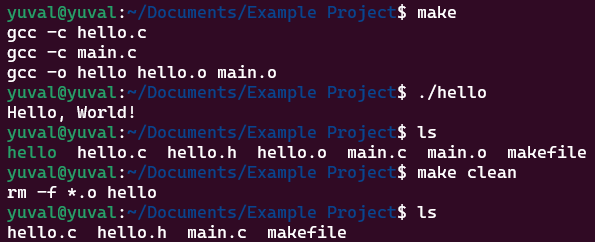 yuval@yuval:~/Documents/Example Project$ make
gcc -c hello.c
gcc -c main.c
gcc -o hello hello.o main.o
yuval@yuval:~/Documents/Example Project$ ./hello
Hello, World!
yuval@yuval:~/Documents/Example Project$ ls
hello  hello.c  hello.h  hello.o  main.c  main.o  makefile
yuval@yuval:~/Documents/Example Project$ make clean
rm -f *.o hello
yuval@yuval:~/Documents/Example Project$ ls
hello.c  hello.h  main.c  makefile